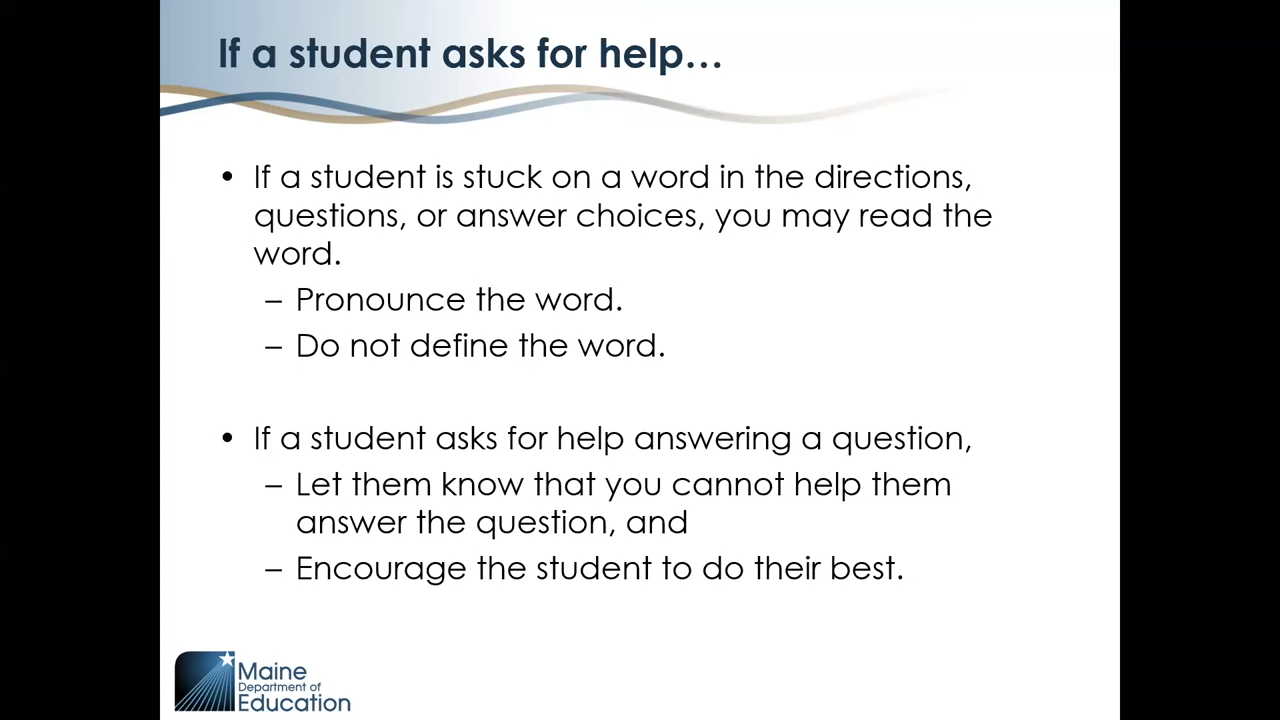 If a student asks for help...
• If a student is stuck on a word in the directions,
questions, or answer choices, you may read the
word.
– Pronounce the word.
– Do not define the word.
• If a student asks for help answering a question,
– Let them know that you cannot help them
answer the question, and
– Encourage the student to do their best.
Maine
Department of
Education